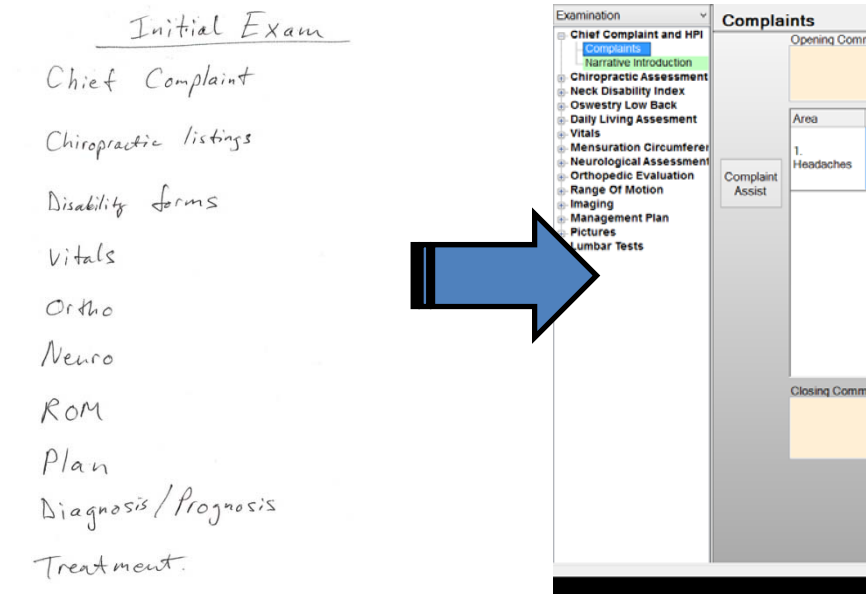 Initial Exam
Chief Complaint
Chiropractic listings
Disability forms
Vitals
Ortho
Neuro
ROM
Plan
Diagnosis/Prognosis
Treatment.
Examination
Chief Complaint and HPI
Complaints
Narrative Introduction
Chiropractic Assessment
Neck Disability Index
Oswestry Low Back
Daily Living Assesment
Vitals
Mensuration Circumferer
Neurological Assessment
Orthopedic Evaluation
Range Of Motion
Imaging
Management Plan
Pictures
Lumbar Tests
Complaints
Opening Comm
Area
1.
Headaches
Complaint
Assist
Closing Comm